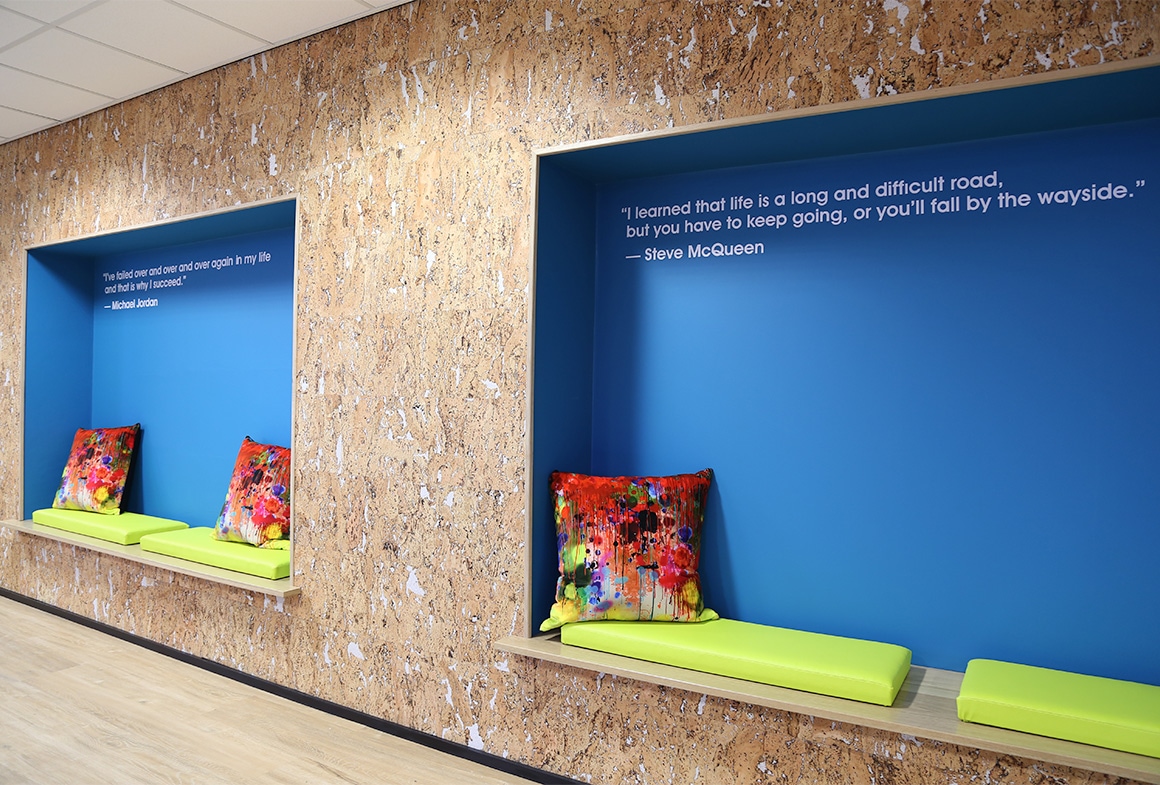 “I’ve failed over and over and over again in my life
and that is why I succeed.”
— Michael Jordan
“I learned that life is a long and difficult road,
but you have to keep going, or you’ll fall by the wayside.”
— Steve McQueen